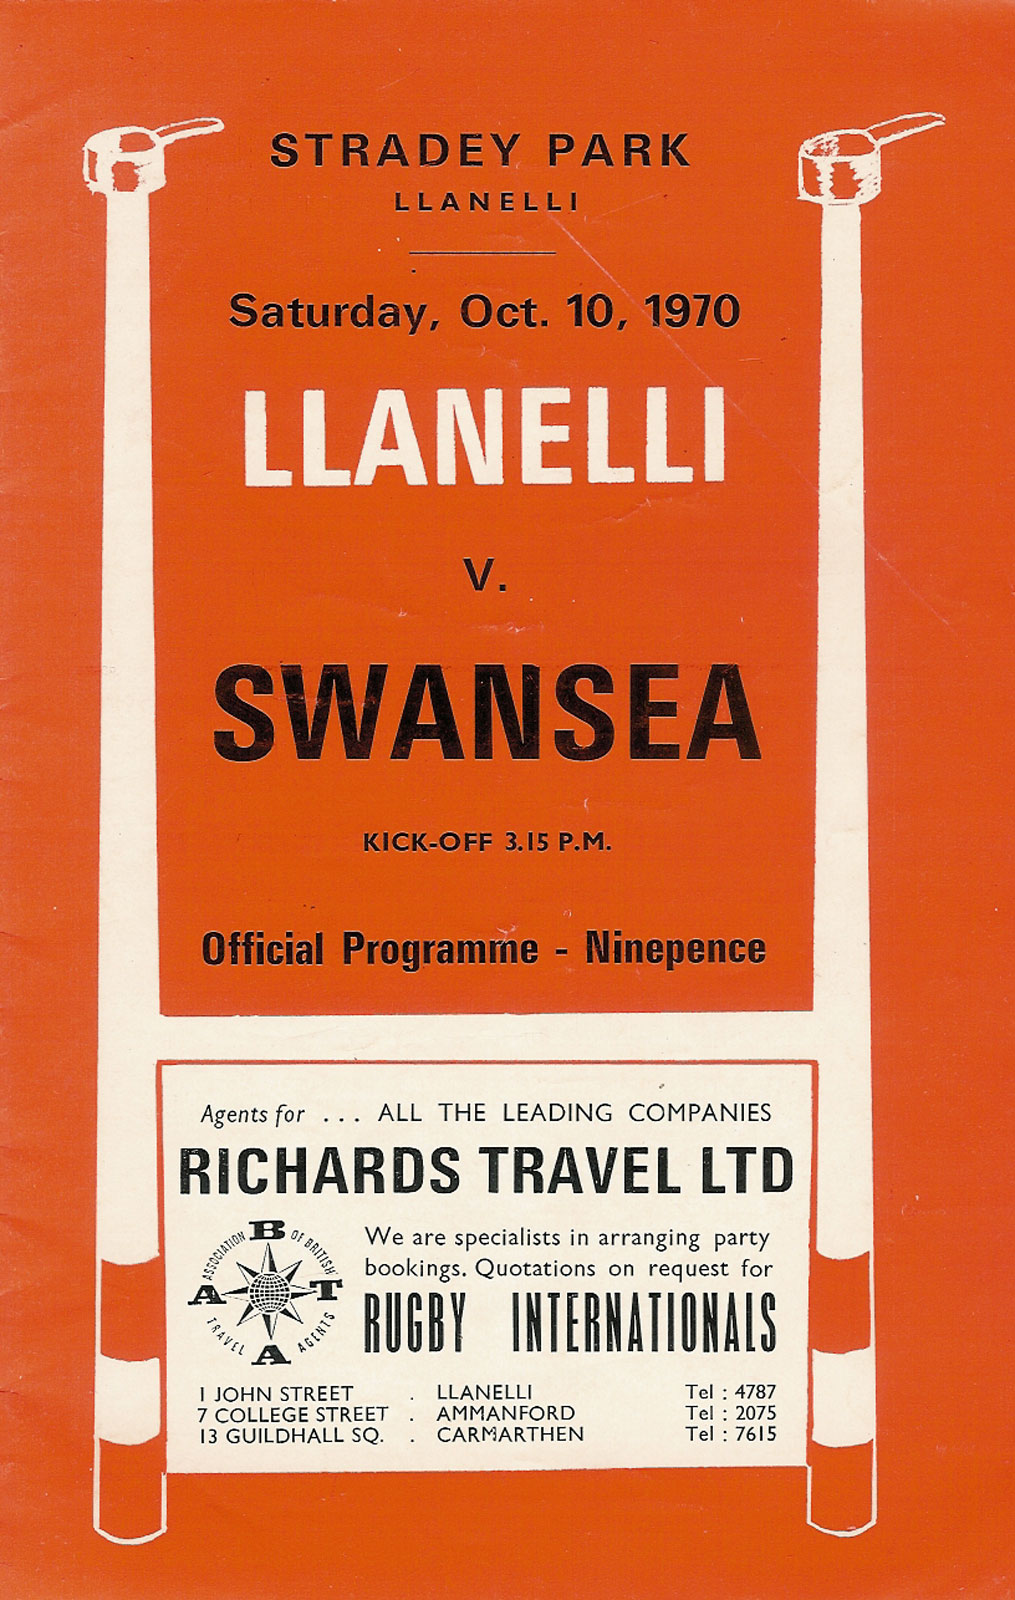 STRADEY PARK
LLANELLI
Saturday, Oct. 10, 1970
LLANELLI
V.
SWANSEA
KICK-OFF 3.15 P.M.
Official Programme - Ninepence
Agents for ... ALL THE LEADING COMPANIES
RICHARDS TRAVEL LTD
ASSOCIATION OF BRITISH TRAVEL AGENTS
A B T A
We are specialists in arranging party
bookings. Quotations on request for
RUGBY INTERNATIONALS
1 JOHN STREET . LLANELLI Tel : 4787
7 COLLEGE STREET . AMMANFORD Tel : 2075
13 GUILDHALL SQ. . CARMARTHEN Tel : 7615